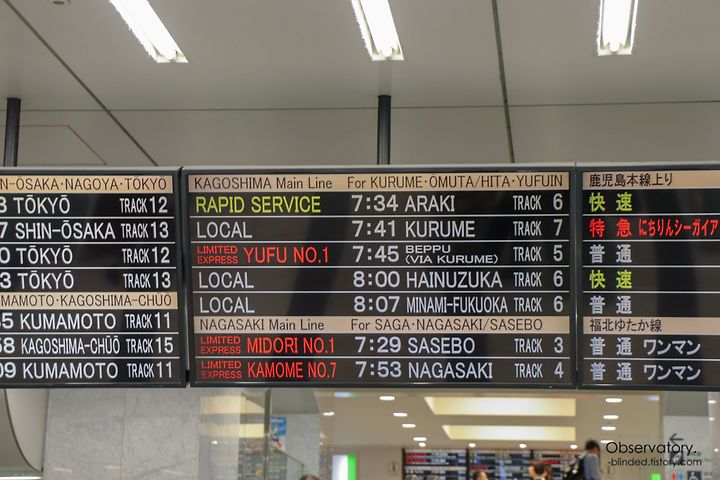 N-ŌSAKA·NAGOYA·TOKYO
3 TŌKYŌ TRACK 12
7 SHIN-ŌSAKA TRACK 13
0 TŌKYŌ TRACK 12
3 TŌKYŌ TRACK 13
MAMOTO·KAGOSHIMA-CHŪO
5 KUMAMOTO TRACK 11
8 KAGOSHIMA-CHŪŌ TRACK 15
09 KUMAMOTO TRACK 11
KAGOSHIMA Main Line For KURUME·OMUTA/HITA·YUFUIN
RAPID SERVICE 7:34 ARAKI TRACK 6
LOCAL 7:41 KURUME TRACK 7
LIMITED EXPRESS YUFU NO.1 7:45 BEPPU (VIA KURUME) TRACK 5
LOCAL 8:00 HAINUZUKA TRACK 6
LOCAL 8:07 MINAMI-FUKUOKA TRACK 6
NAGASAKI Main Line For SAGA·NAGASAKI/SASEBO
LIMITED EXPRESS MIDORI NO.1 7:29 SASEBO TRACK 3
LIMITED EXPRESS KAMOME NO.7 7:53 NAGASAKI TRACK 4
鹿児島本線上り
快速
特急 にちりんシーガイア
普通
快速
普通
福北ゆたか線
普通 ワンマン
普通 ワンマン
Observatory.
-blinded.tistory.com